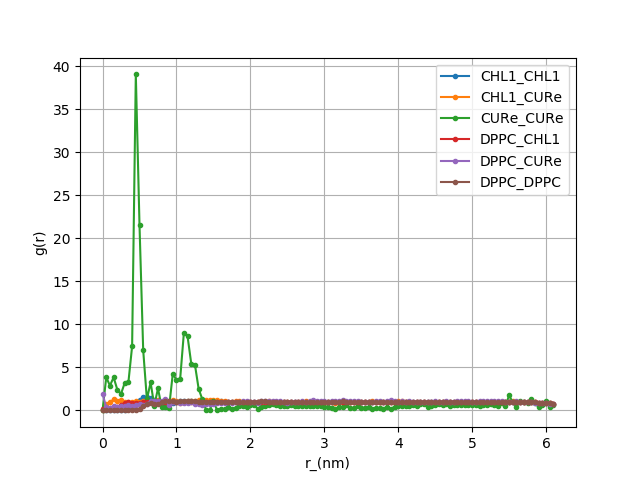 40
35
30
25
20
15
10
5
0
g(r)
0 1 2 3 4 5 6
r_(nm)
CHL1_CHL1
CHL1_CURe
CURe_CURe
DPPC_CHL1
DPPC_CURe
DPPC_DPPC